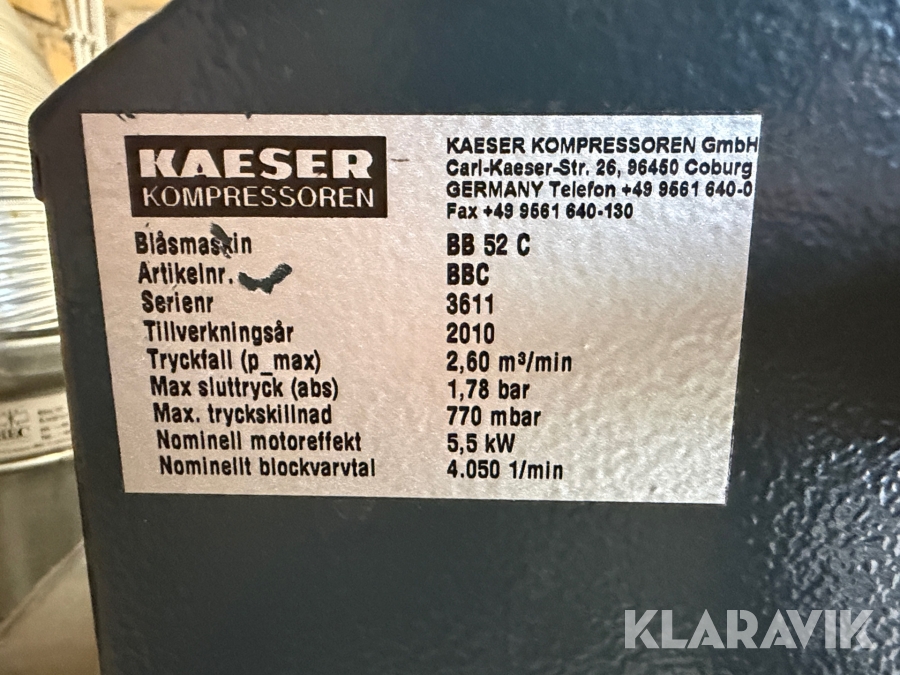 KAESER
KOMPRESSOREN
KAESER KOMPRESSOREN GmbH
Carl-Kaeser-Str. 26, 96450 Coburg
GERMANY Telefon +49 9561 640-0
Fax +49 9561 640-130
Blåsmaskin BB 52 C
Artikelnr. BBC
Serienr 3611
Tillverkningsår 2010
Tryckfall (p_max) 2,60 m³/min
Max sluttryck (abs) 1,78 bar
Max. tryckskillnad 770 mbar
Nominell motoreffekt 5,5 kW
Nominellt blockvarvtal 4.050 1/min
KLARAVIK